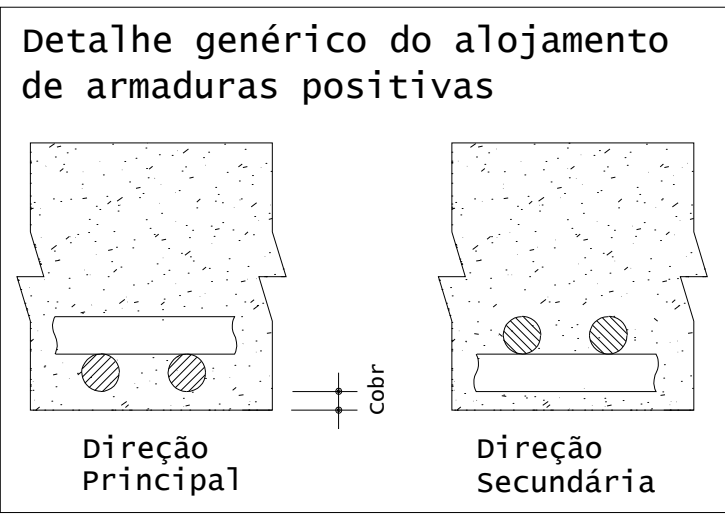 Detalhe genérico do alojamento
de armaduras positivas
cobr
Direção
Principal
Direção
Secundária